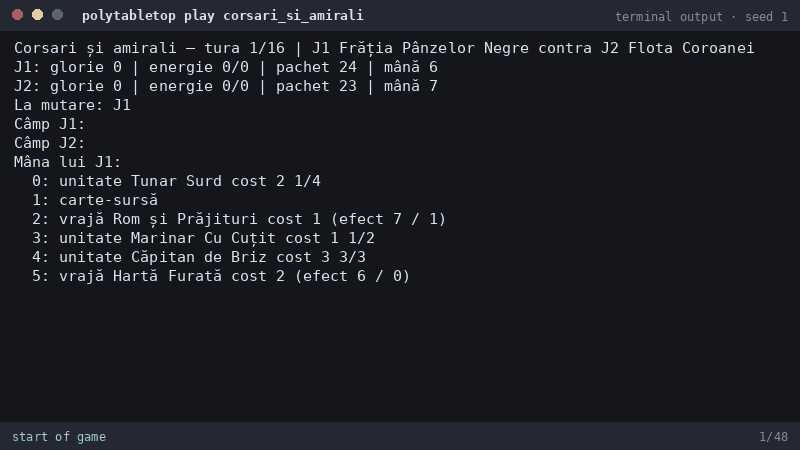 polytabletop play corsari_si_amirali
terminal output · seed 1
Corsari și amirali — tura 1/16 | J1 Frăția Pânzelor Negre contra J2 Flota Coroanei
J1: glorie 0 | energie 0/0 | pachet 24 | mână 6
J2: glorie 0 | energie 0/0 | pachet 23 | mână 7
La mutare: J1
Câmp J1:
Câmp J2:
Mâna lui J1:
0: unitate Tunar Surd cost 2 1/4
1: carte-sursă
2: vrajă Rom și Prăjituri cost 1 (efect 7 / 1)
3: unitate Marinar Cu Cuțit cost 1 1/2
4: unitate Căpitan de Briz cost 3 3/3
5: vrajă Hartă Furată cost 2 (efect 6 / 0)
start of game
1/48